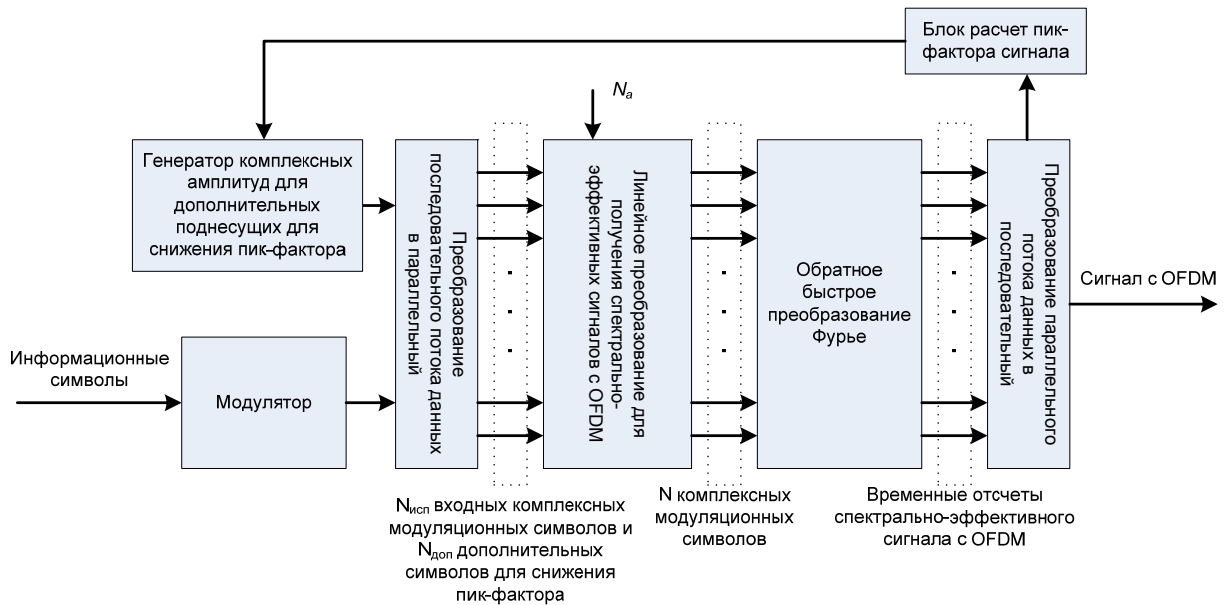 Блок расчет пик-
фактора сигнала
Nа
Генератор комплексных
амплитуд для
дополнительных
поднесущих для
снижения пик-фактора
Преобразование
последовательного потока данных
в параллельный
Линейное преобразование для
получения спектрально-
эффективных сигналов с OFDM
Обратное
быстрое
преобразование
Фурье
Преобразование параллельного
потока данных в
последовательный
Сигнал с OFDM
Информационные
символы
Модулятор
Nисп входных комплексных
модуляционных символов и
Nдоп дополнительных
символов для снижения
пик-фактора
N комплексных
модуляционных
символов
Временные отсчеты
спектрально-эффективного
сигнала с OFDM